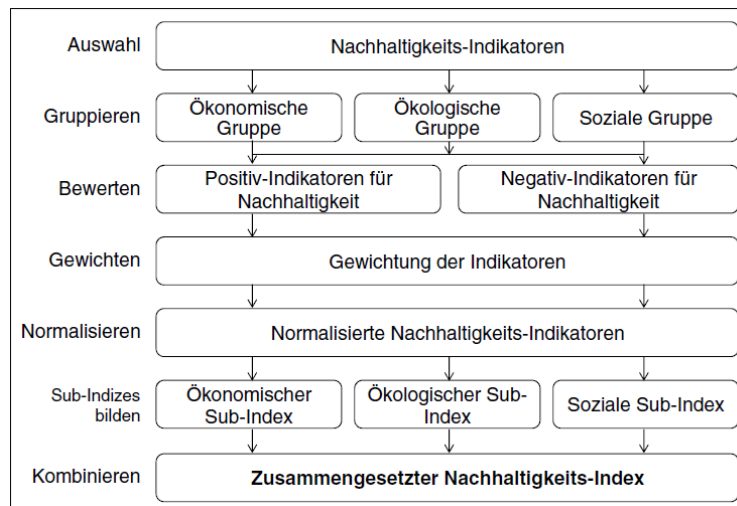 Auswahl
Nachhaltigkeits-Indikatoren
Gruppieren
Ökonomische
Gruppe
Ökologische
Gruppe
Soziale Gruppe
Bewerten
Positiv-Indikatoren für
Nachhaltigkeit
Negativ-Indikatoren für
Nachhaltigkeit
Gewichten
Gewichtung der Indikatoren
Normalisieren
Normalisierte Nachhaltigkeits-Indikatoren
Sub-Indizes
bilden
Ökonomischer
Sub-Index
Ökologischer Sub-
Index
Soziale Sub-Index
Kombinieren
Zusammengesetzter Nachhaltigkeits-Index